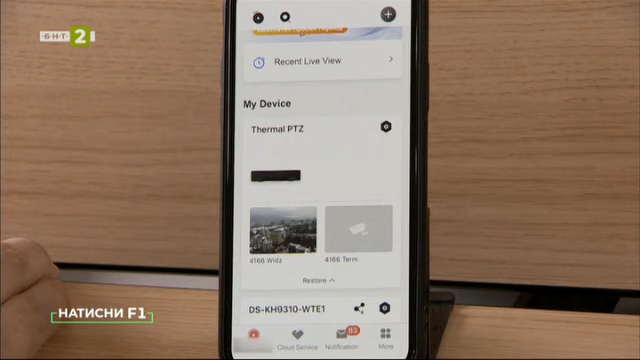 БНТ 2
Recent Live View
My Device
Thermal PTZ
4166 Widz
4166 Term
Restore
DS-KH9310-WTE1
83
Cloud Service
Notification
More
НАТИСНИ F1